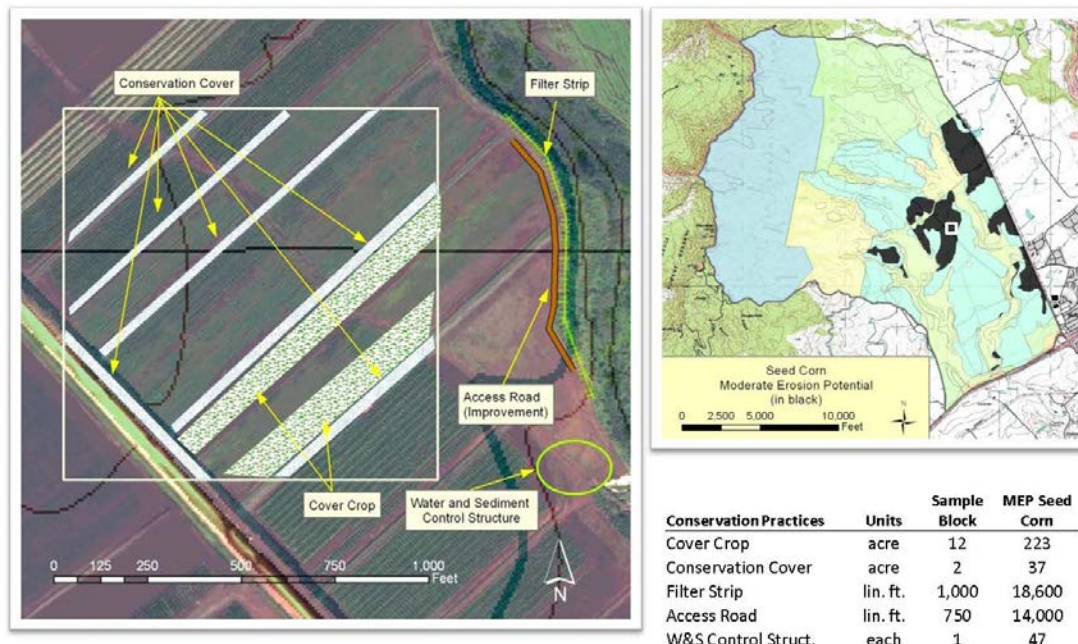 Conservation Cover
Filter Strip
Access Road
(Improvement)
Cover Crop
Water and Sediment
Control Structure
0 125 250 500 750 1,000
Feet
N
Seed Corn
Moderate Erosion Potential
(in black)
0 2,500 5,000 10,000
Feet
N
Conservation Practices Units Sample Block MEP Seed Corn
Cover Crop acre 12 223
Conservation Cover acre 2 37
Filter Strip lin. ft. 1,000 18,600
Access Road lin. ft. 750 14,000
W&S Control Struct. each 1 47